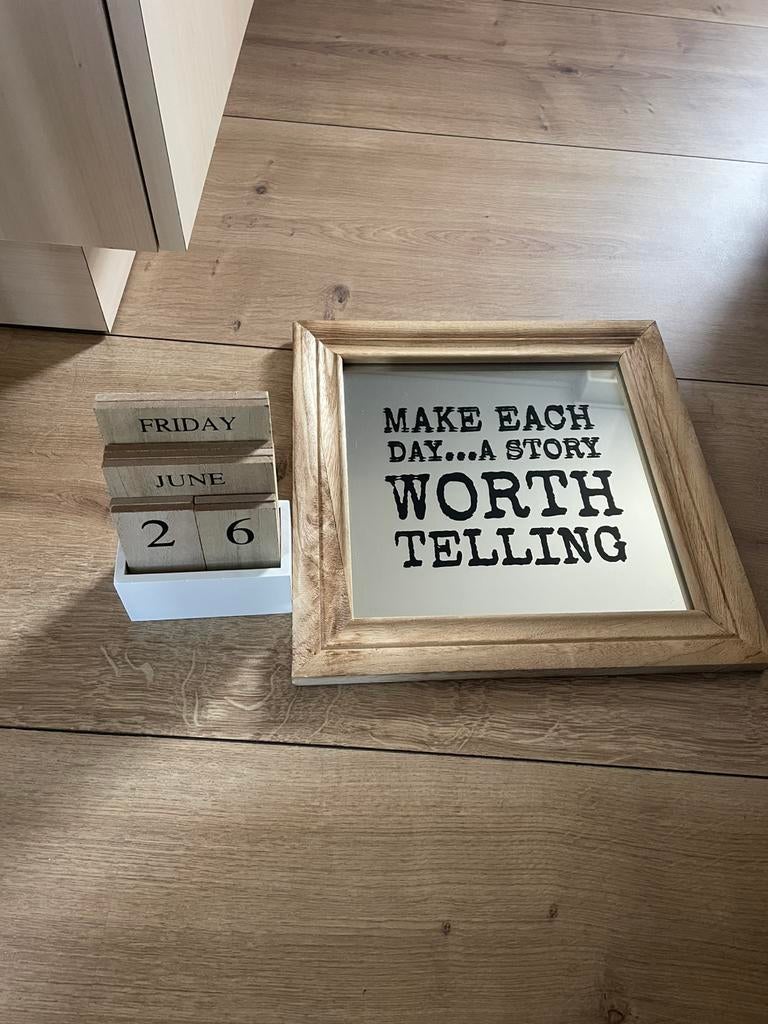 FRIDAY
JUNE
2 6
MAKE EACH
DAY...A STORY
WORTH
TELLING